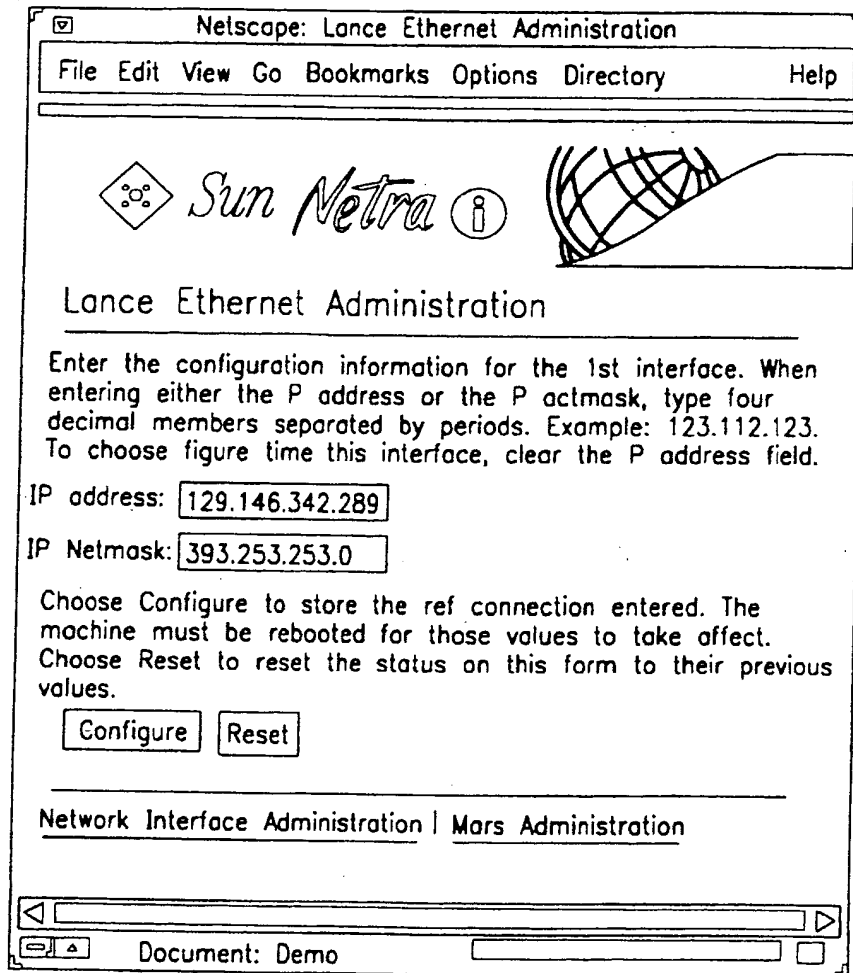 Netscape: Lance Ethernet Administration
File Edit View Go Bookmarks Options Directory Help
Sun Netra i
Lance Ethernet Administration
Enter the configuration information for the 1st interface. When
entering either the P address or the P actmask, type four
decimal members separated by periods. Example: 123.112.123.
To choose figure time this interface, clear the P address field.
IP address: 129.146.342.289
IP Netmask: 393.253.253.0
Choose Configure to store the ref connection entered. The
machine must be rebooted for those values to take affect.
Choose Reset to reset the status on this form to their previous
values.
Configure Reset
Network Interface Administration | Mars Administration
Document: Demo